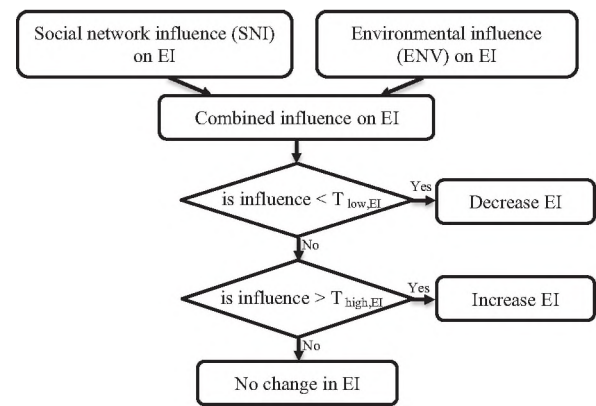 Social network influence (SNI)
on EI
Environmental influence
(ENV) on EI
Combined influence on EI
is influence < T low,EI
Yes
Decrease EI
No
is influence > T high,EI
Yes
Increase EI
No
No change in EI